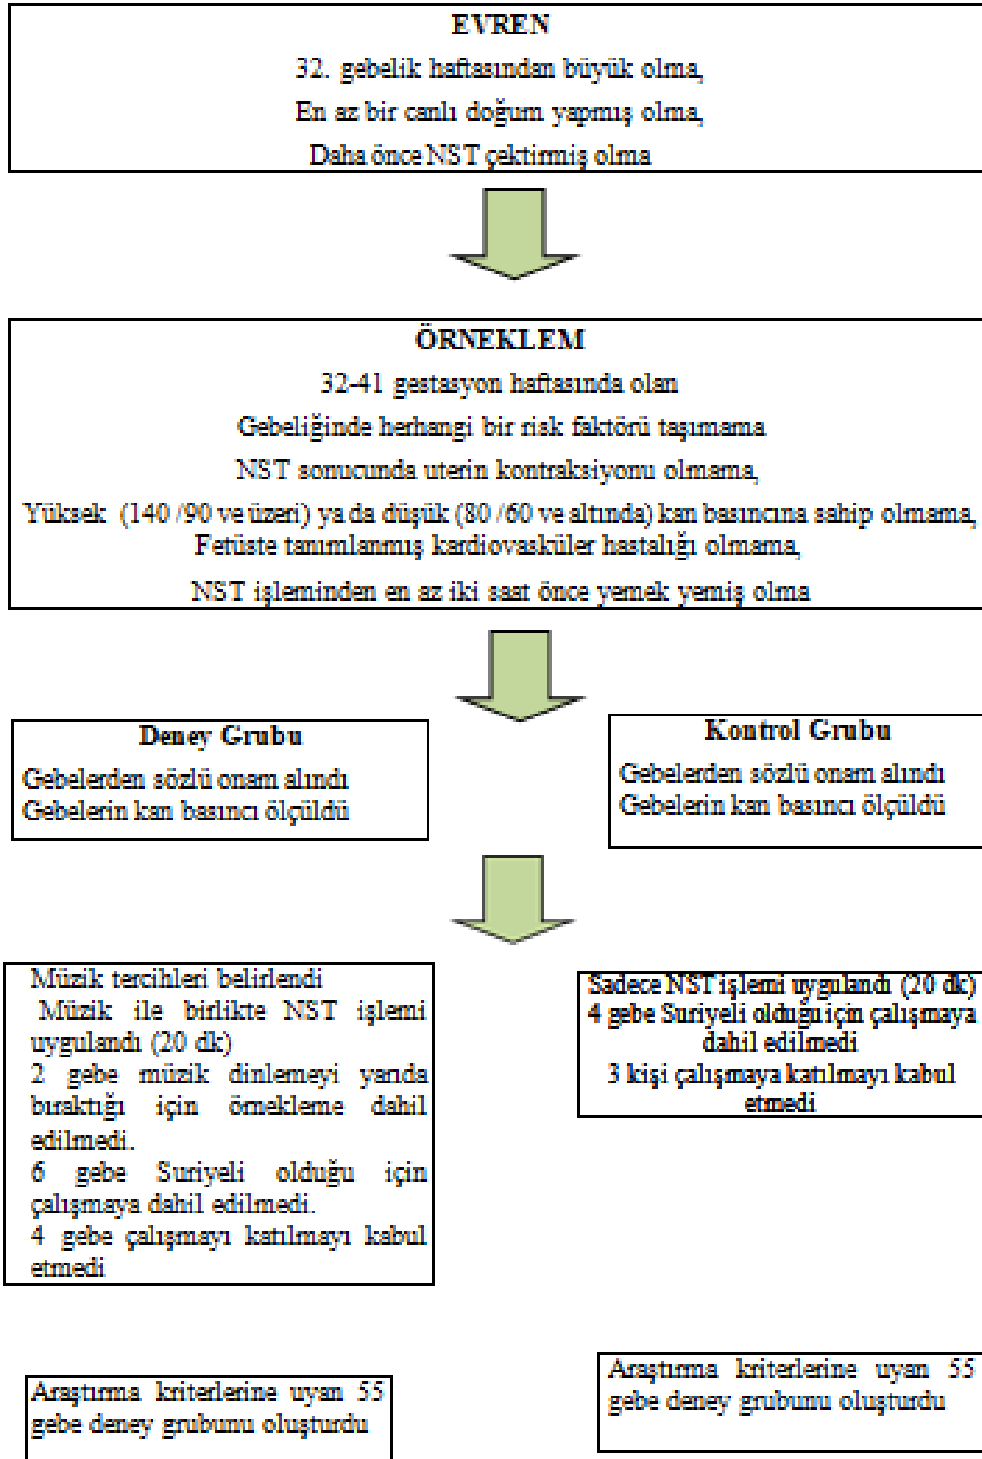 EVREN
32. gebelik haftasından büyük olma,
En az bir canlı doğum yapmış olma,
Daha önce NST çektirmiş olma
ÖRNEKLEM
32-41 gestasyon haftasında olan
Gebeliğinde herhangi bir risk faktörü taşımama
NST sonucunda uterin kontraksiyonu olmama,
Yüksek (140 /90 ve üzeri) ya da düşük (80 /60 ve altında) kan basıncına sahip olmama,
Fetüste tanımlanmış kardiovasküler hastalığı olmama,
NST işleminden en az iki saat önce yemek yemiş olma
Deney Grubu
Gebelerden sözlü onam alındı
Gebelerin kan basıncı ölçüldü
Kontrol Grubu
Gebelerden sözlü onam alındı
Gebelerin kan basıncı ölçüldü
Müzik tercihleri belirlendi
Müzik ile birlikte NST işlemi
uygulandı (20 dk)
2 gebe müzik dinlemeyi yarıda
bıraktığı için örnekleme dahil
edilmedi.
6 gebe Suriyeli olduğu için
çalışmaya dahil edilmedi.
4 gebe çalışmayı katılmayı kabul
etmedi
Sadece NST işlemi uygulandı (20 dk)
4 gebe Suriyeli olduğu için çalışmaya
dahil edilmedi
3 kişi çalışmaya katılmayı kabul
etmedi
Araştırma kriterlerine uyan 55
gebe deney grubunu oluşturdu
Araştırma kriterlerine uyan 55
gebe deney grubunu oluşturdu